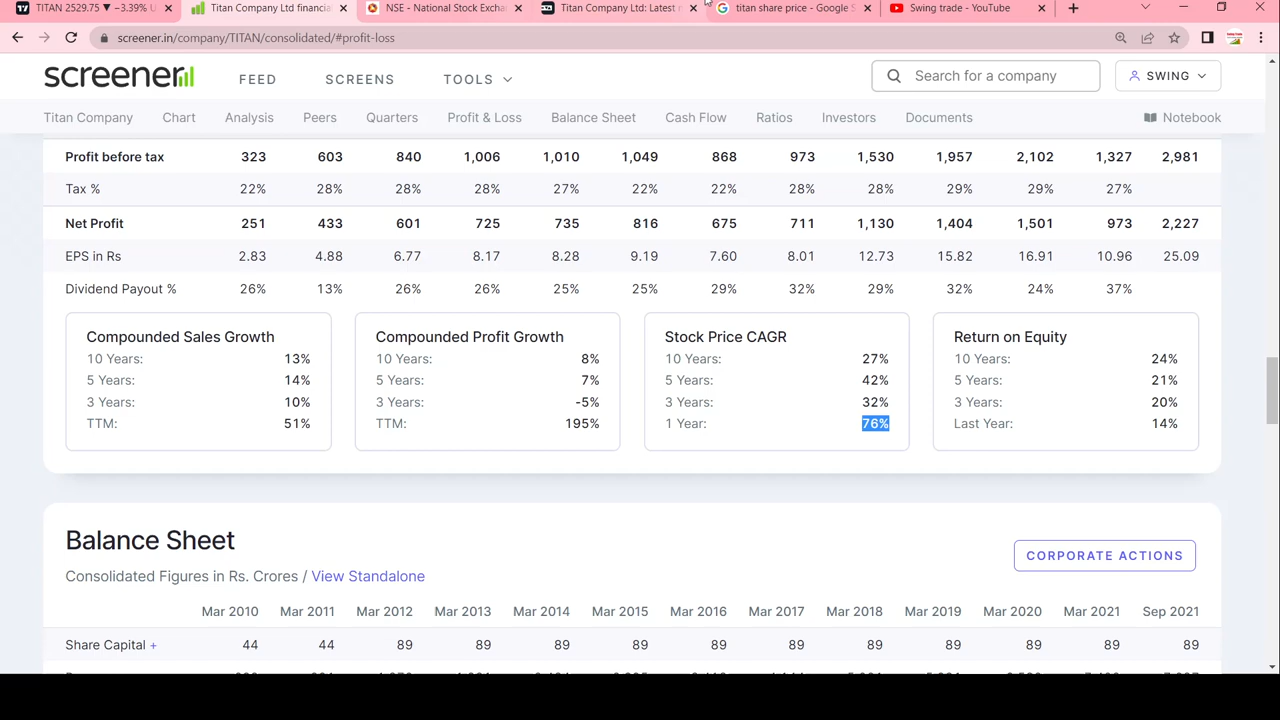 TITAN 2529.75 ▼ −3.39% U
Titan Company Ltd financia
NSE - National Stock Exchan
Titan Company Ltd: Latest n
titan share price - Google S
Swing trade - YouTube
screener.in/company/TITAN/consolidated/#profit-loss
screener
FEED
SCREENS
TOOLS
Search for a company
SWING
Titan Company
Chart
Analysis
Peers
Quarters
Profit & Loss
Balance Sheet
Cash Flow
Ratios
Investors
Documents
Notebook
Profit before tax 323 603 840 1,006 1,010 1,049 868 973 1,530 1,957 2,102 1,327 2,981
Tax % 22% 28% 28% 28% 27% 22% 22% 28% 28% 29% 29% 27%
Net Profit 251 433 601 725 735 816 675 711 1,130 1,404 1,501 973 2,227
EPS in Rs 2.83 4.88 6.77 8.17 8.28 9.19 7.60 8.01 12.73 15.82 16.91 10.96 25.09
Dividend Payout % 26% 13% 26% 26% 25% 25% 29% 32% 29% 32% 24% 37%
Compounded Sales Growth
10 Years: 13%
5 Years: 14%
3 Years: 10%
TTM: 51%
Compounded Profit Growth
10 Years: 8%
5 Years: 7%
3 Years: -5%
TTM: 195%
Stock Price CAGR
10 Years: 27%
5 Years: 42%
3 Years: 32%
1 Year: 76%
Return on Equity
10 Years: 24%
5 Years: 21%
3 Years: 20%
Last Year: 14%
Balance Sheet
CORPORATE ACTIONS
Consolidated Figures in Rs. Crores / View Standalone
Mar 2010 Mar 2011 Mar 2012 Mar 2013 Mar 2014 Mar 2015 Mar 2016 Mar 2017 Mar 2018 Mar 2019 Mar 2020 Mar 2021 Sep 2021
Share Capital + 44 44 89 89 89 89 89 89 89 89 89 89 89